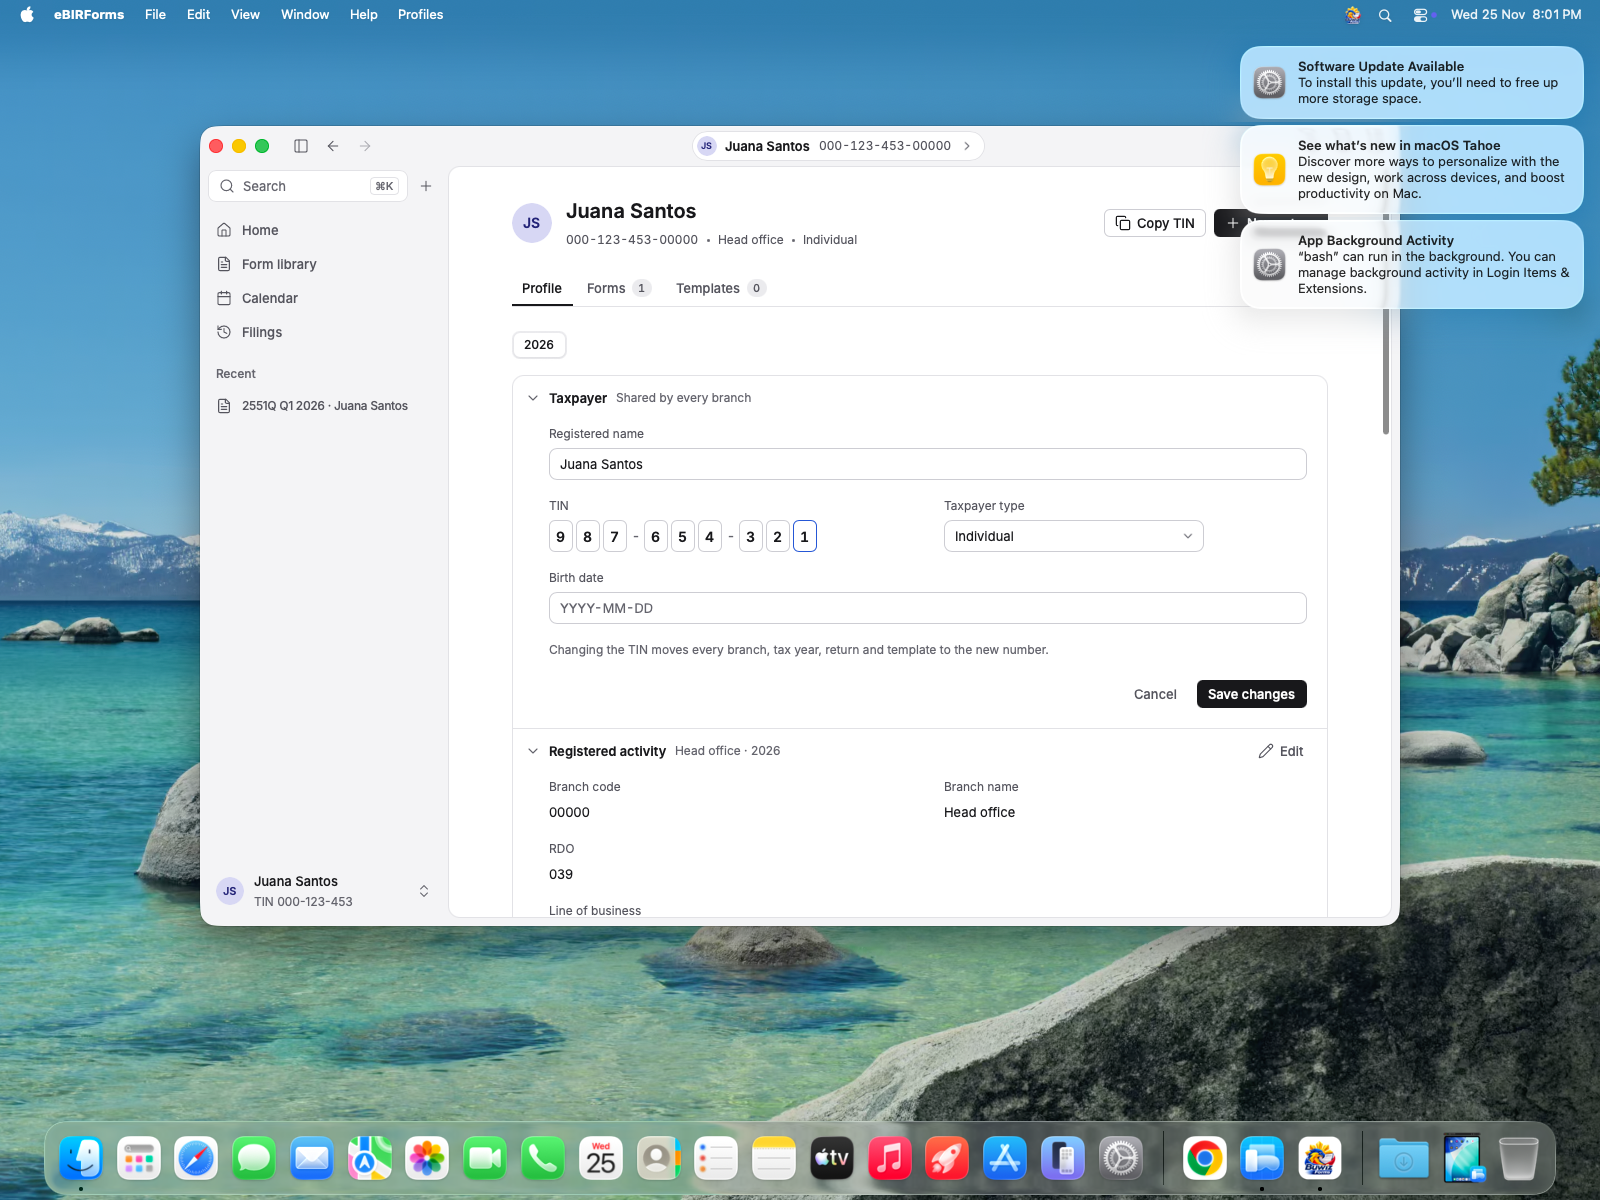 eBIRForms File Edit View Window Help Profiles
Wed 25 Nov 8:01 PM
Software Update Available
To install this update, you'll need to free up
more storage space.
See what's new in macOS Tahoe
Discover more ways to personalize with the
new design, work across devices, and boost
productivity on Mac.
App Background Activity
"bash" can run in the background. You can
manage background activity in Login Items &
Extensions.
JS Juana Santos 000-123-453-00000
Search ⌘K
Home
Form library
Calendar
Filings
Recent
2551Q Q1 2026 · Juana Santos
JS Juana Santos
TIN 000-123-453
JS Juana Santos
000-123-453-00000 • Head office • Individual
Copy TIN
Profile Forms 1 Templates 0
2026
Taxpayer Shared by every branch
Registered name
Juana Santos
TIN Taxpayer type
9 8 7 - 6 5 4 - 3 2 1 Individual
Birth date
YYYY-MM-DD
Changing the TIN moves every branch, tax year, return and template to the new number.
Cancel Save changes
Registered activity Head office · 2026 Edit
Branch code Branch name
00000 Head office
RDO
039
Line of business
Wed
25
tv